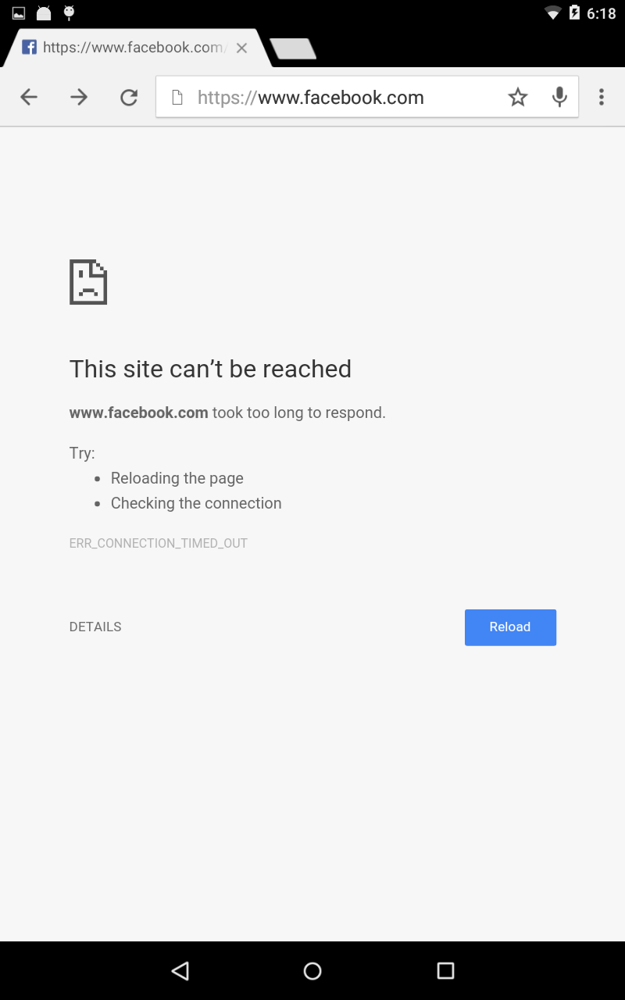 6:18
https://www.facebook.com/
https://www.facebook.com
This site can’t be reached
www.facebook.com took too long to respond.
Try:
• Reloading the page
• Checking the connection
ERR_CONNECTION_TIMED_OUT
DETAILS
Reload